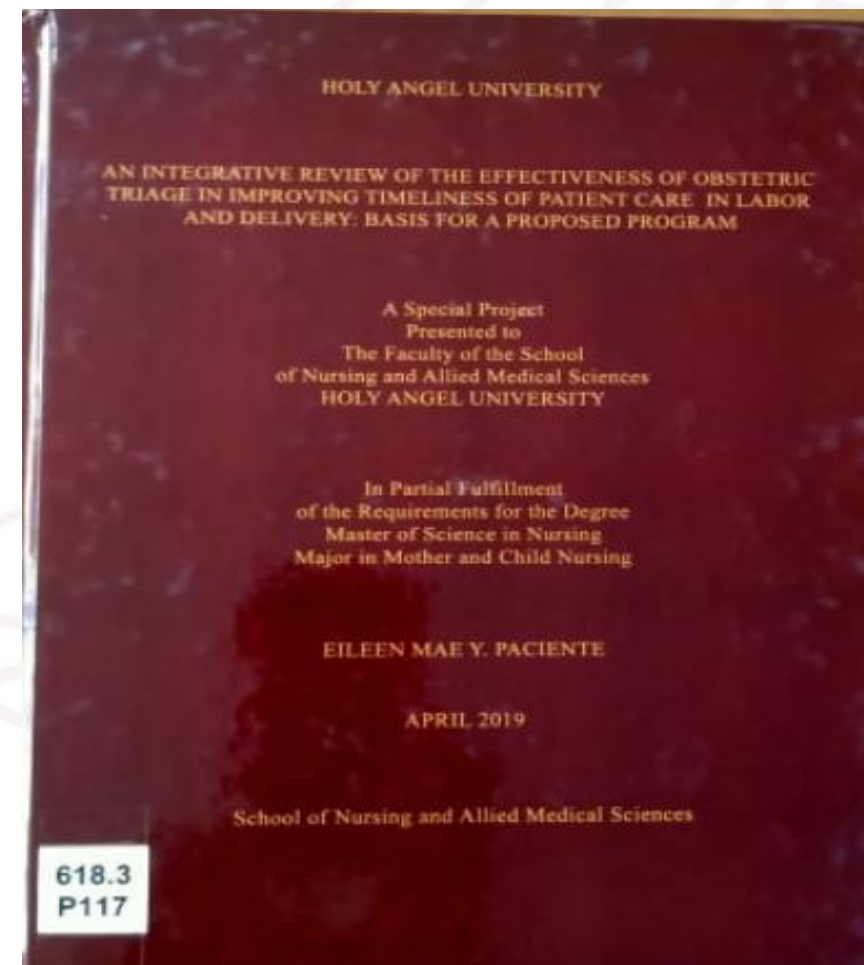 HOLY ANGEL UNIVERSITY
AN INTEGRATIVE REVIEW OF THE EFFECTIVENESS OF OBSTETRIC
TRIAGE IN IMPROVING TIMELINESS OF PATIENT CARE IN LABOR
AND DELIVERY: BASIS FOR A PROPOSED PROGRAM
A Special Project
Presented to
The Faculty of the School
of Nursing and Allied Medical Sciences
HOLY ANGEL UNIVERSITY
In Partial Fulfillment
of the Requirements for the Degree
Master of Science in Nursing
Major in Mother and Child Nursing
EILEEN MAE Y. PACIENTE
APRIL 2019
School of Nursing and Allied Medical Sciences
618.3
P117